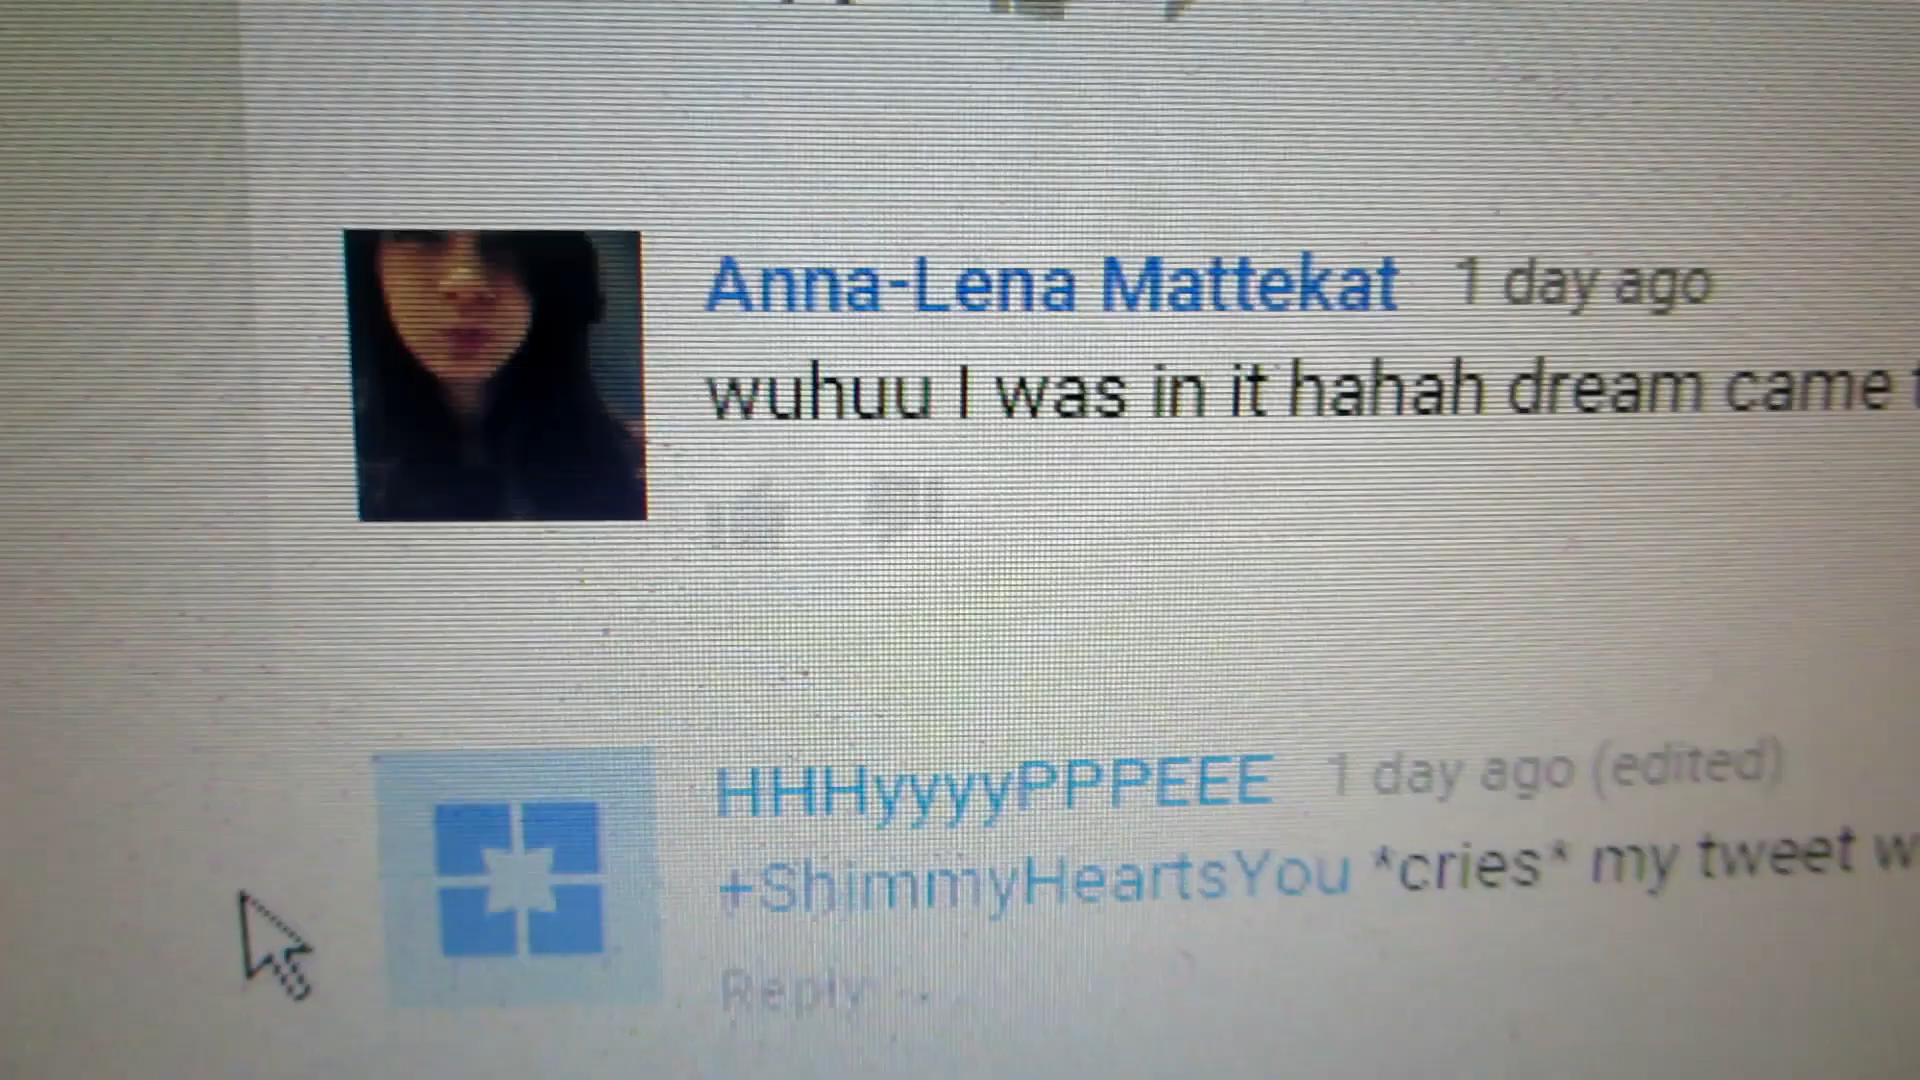 Anna-Lena Mattekat 1 day ago
wuhuu I was in it hahah dream came
HHHyyyyPPPEEE 1 day ago (edited)
+ShimmyHeartsYou *cries* my tweet
Reply